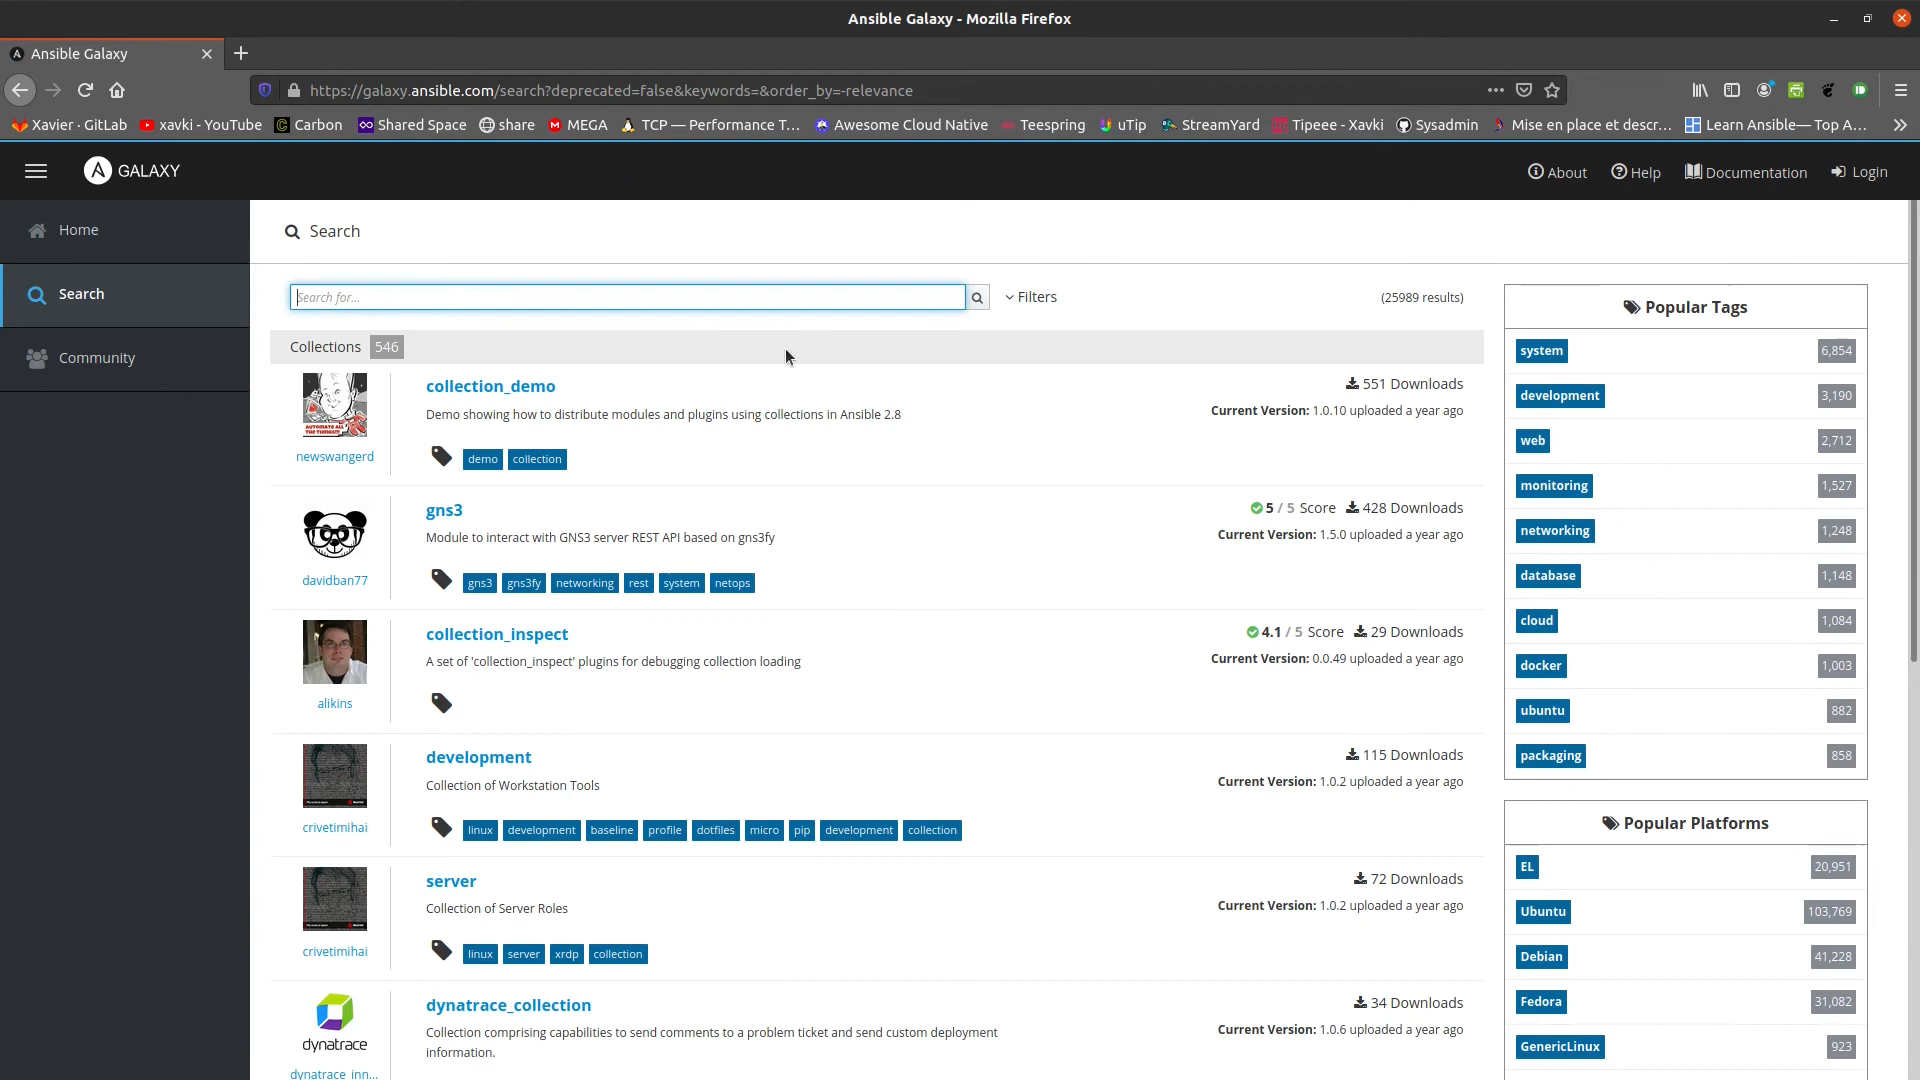 Ansible Galaxy - Mozilla Firefox
Ansible Galaxy
https://galaxy.ansible.com/search?deprecated=false&keywords=&order_by=-relevance
Xavier · GitLab
xavki - YouTube
Carbon
Shared Space
share
MEGA
TCP — Performance T...
Awesome Cloud Native
Teespring
uTip
StreamYard
Tipeee - Xavki
Sysadmin
Mise en place et descr...
Learn Ansible— Top A...
GALAXY
About
Help
Documentation
Login
Home
Search
Community
Search
Search for...
Filters
(25989 results)
Collections 546
collection_demo
551 Downloads
Demo showing how to distribute modules and plugins using collections in Ansible 2.8
Current Version: 1.0.10 uploaded a year ago
AUTOMATE ALL
THE THINGS!
newswangerd
demo collection
gns3
5 / 5 Score 428 Downloads
Module to interact with GNS3 server REST API based on gns3fy
Current Version: 1.5.0 uploaded a year ago
davidban77
gns3 gns3fy networking rest system netops
collection_inspect
4.1 / 5 Score 29 Downloads
A set of 'collection_inspect' plugins for debugging collection loading
Current Version: 0.0.49 uploaded a year ago
alikins
development
115 Downloads
Collection of Workstation Tools
Current Version: 1.0.2 uploaded a year ago
crivetimihai
linux development baseline profile dotfiles micro pip development collection
server
72 Downloads
Collection of Server Roles
Current Version: 1.0.2 uploaded a year ago
crivetimihai
linux server xrdp collection
dynatrace_collection
34 Downloads
Collection comprising capabilities to send comments to a problem ticket and send custom deployment
information.
Current Version: 1.0.6 uploaded a year ago
dynatrace
dynatrace_inn...
Popular Tags
system 6,854
development 3,190
web 2,712
monitoring 1,527
networking 1,248
database 1,148
cloud 1,084
docker 1,003
ubuntu 882
packaging 858
Popular Platforms
EL 20,951
Ubuntu 103,769
Debian 41,228
Fedora 31,082
GenericLinux 923